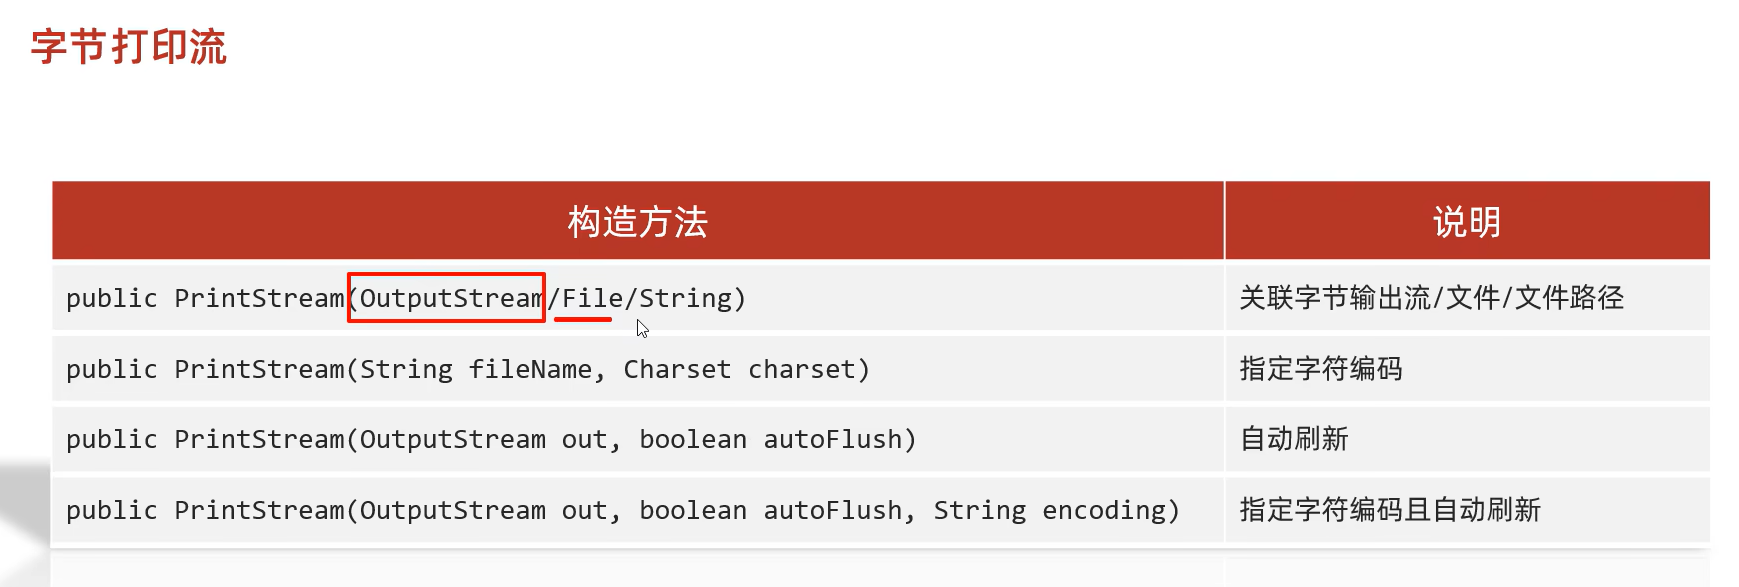 字节打印流
构造方法 说明
public PrintStream(OutputStream/File/String) 关联字节输出流/文件/文件路径
public PrintStream(String fileName, Charset charset) 指定字符编码
public PrintStream(OutputStream out, boolean autoFlush) 自动刷新
public PrintStream(OutputStream out, boolean autoFlush, String encoding) 指定字符编码且自动刷新